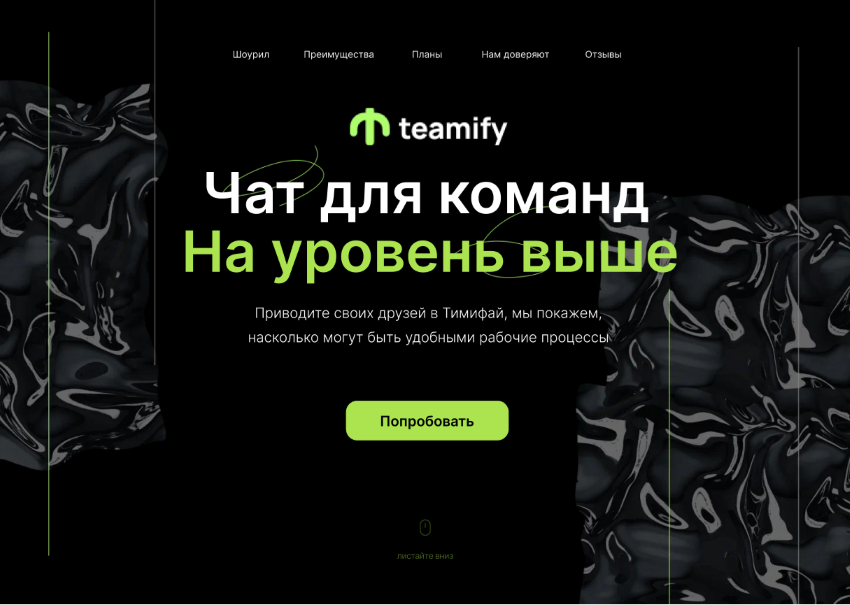 Шоурил Преимущества Планы Нам доверяют Отзывы
teamify
Чат для команд
На уровень выше
Приводите своих друзей в Тимифай, мы покажем,
насколько могут быть удобными рабочие процессы
Попробовать
листайте вниз